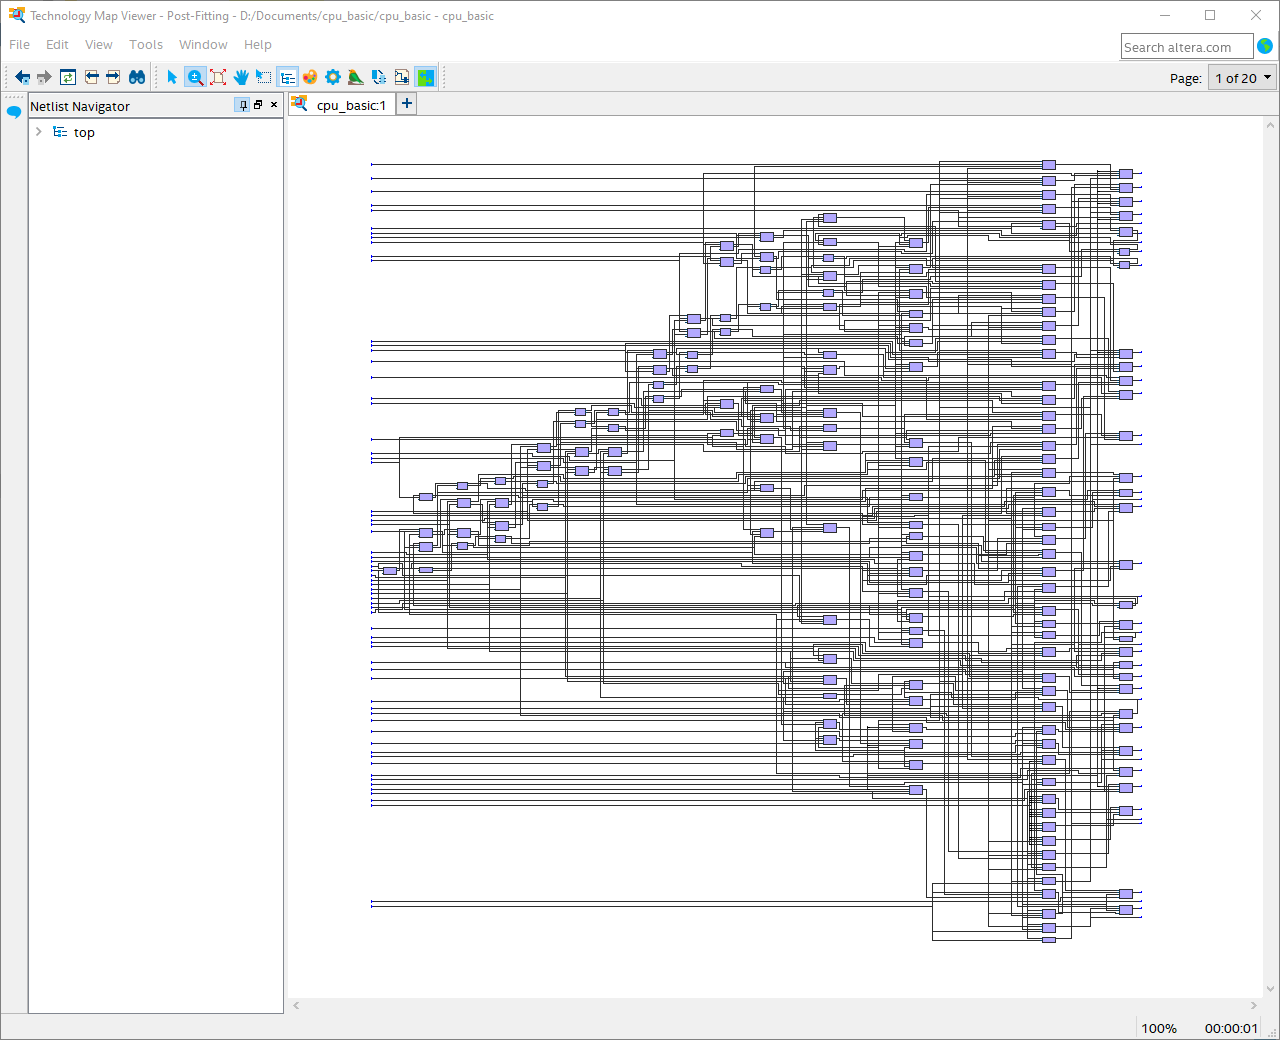 Technology Map Viewer - Post-Fitting - D:/Documents/cpu_basic/cpu_basic - cpu_basic
File Edit View Tools Window Help
Search altera.com
Page: 1 of 20
Netlist Navigator
cpu_basic:1
top
100% 00:00:01